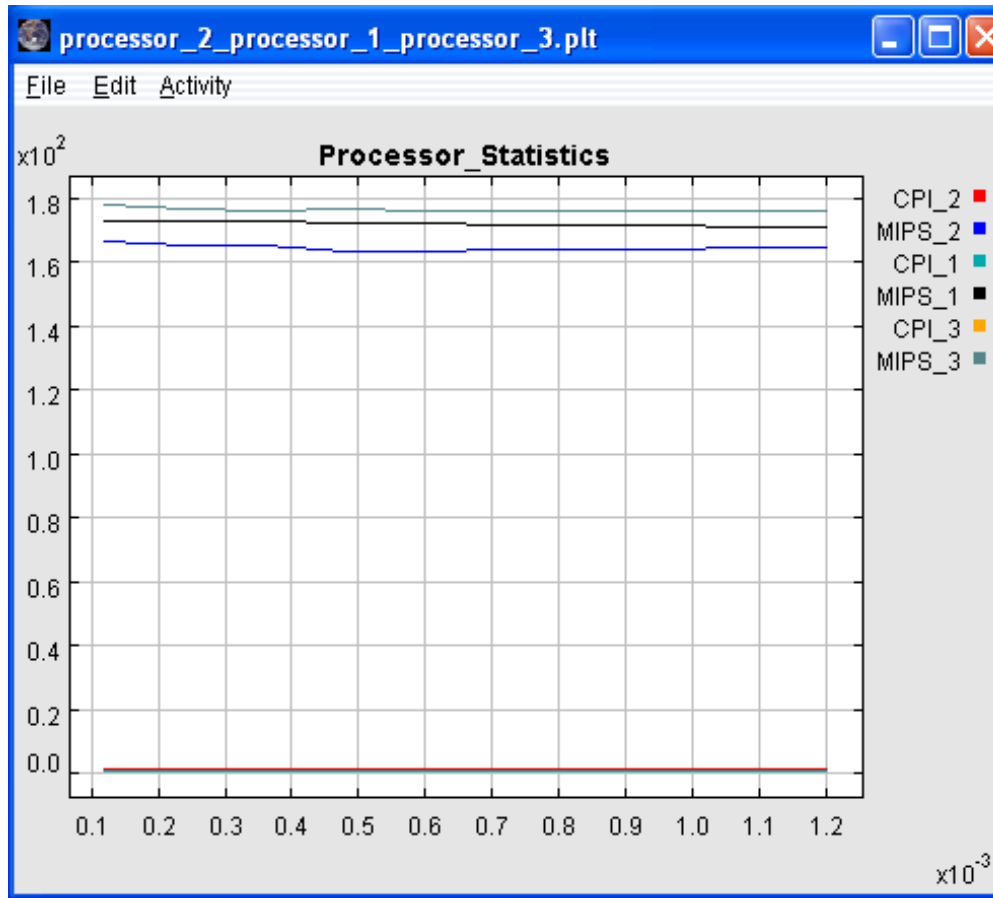 processor_2_processor_1_processor_3.plt
File Edit Activity
x10^2
Processor_Statistics
1.8
1.6
1.4
1.2
1.0
0.8
0.6
0.4
0.2
0.0
CPI_2
MIPS_2
CPI_1
MIPS_1
CPI_3
MIPS_3
0.1 0.2 0.3 0.4 0.5 0.6 0.7 0.8 0.9 1.0 1.1 1.2
x10^-3